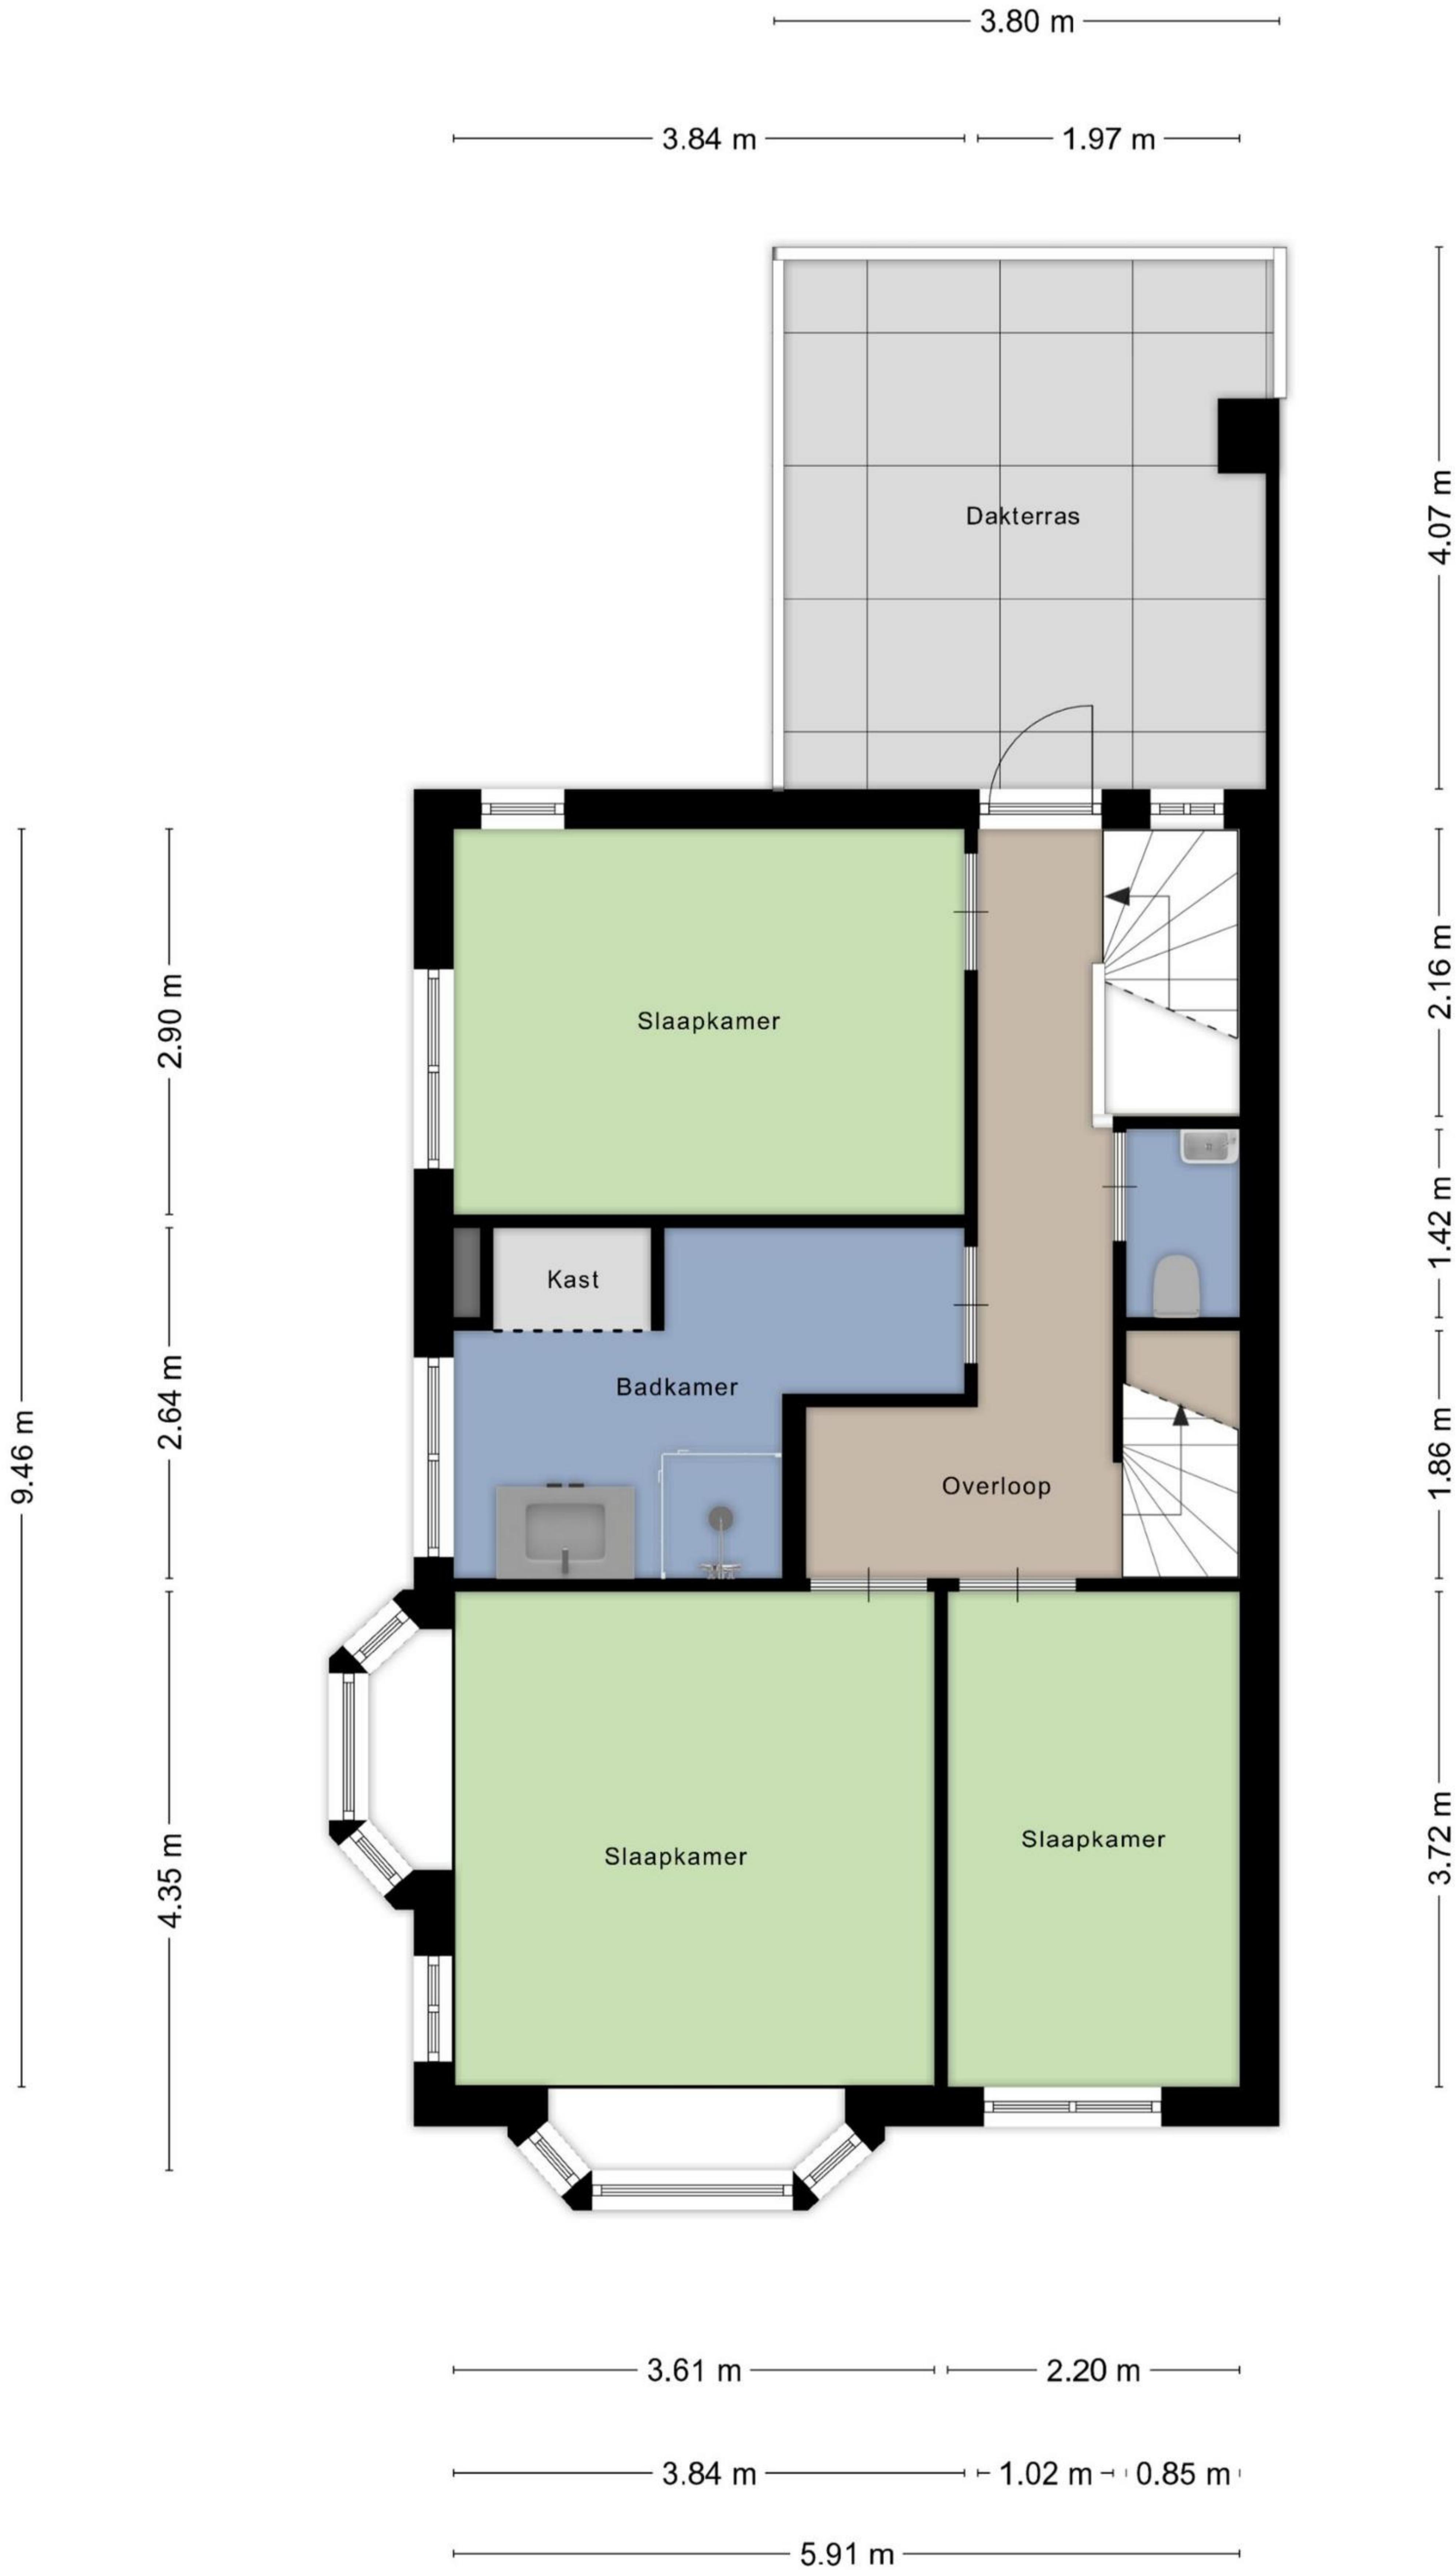 3.80 m
3.84 m
1.97 m
4.07 m
Dakterras
2.90 m
2.16 m
Slaapkamer
1.42 m
Kast
Badkamer
2.64 m
9.46 m
1.86 m
Overloop
Slaapkamer
Slaapkamer
4.35 m
3.72 m
3.61 m
2.20 m
3.84 m
1.02 m
0.85 m
5.91 m